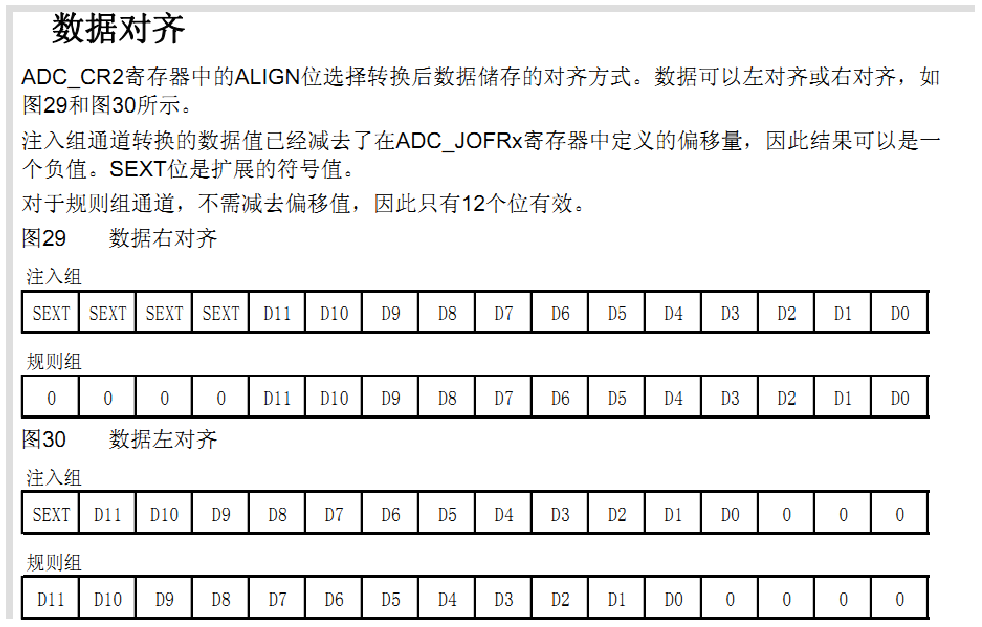 数据对齐
ADC_CR2寄存器中的ALIGN位选择转换后数据储存的对齐方式。数据可以左对齐或右对齐，如
图29和图30所示。
注入组通道转换的数据值已经减去了在ADC_JOFRx寄存器中定义的偏移量，因此结果可以是一
个负值。SEXT位是扩展的符号值。
对于规则组通道，不需减去偏移值，因此只有12个位有效。
图29 数据右对齐
注入组
SEXT SEXT SEXT SEXT D11 D10 D9 D8 D7 D6 D5 D4 D3 D2 D1 D0
规则组
0 0 0 0 D11 D10 D9 D8 D7 D6 D5 D4 D3 D2 D1 D0
图30 数据左对齐
注入组
SEXT D11 D10 D9 D8 D7 D6 D5 D4 D3 D2 D1 D0 0 0 0
规则组
D11 D10 D9 D8 D7 D6 D5 D4 D3 D2 D1 D0 0 0 0 0